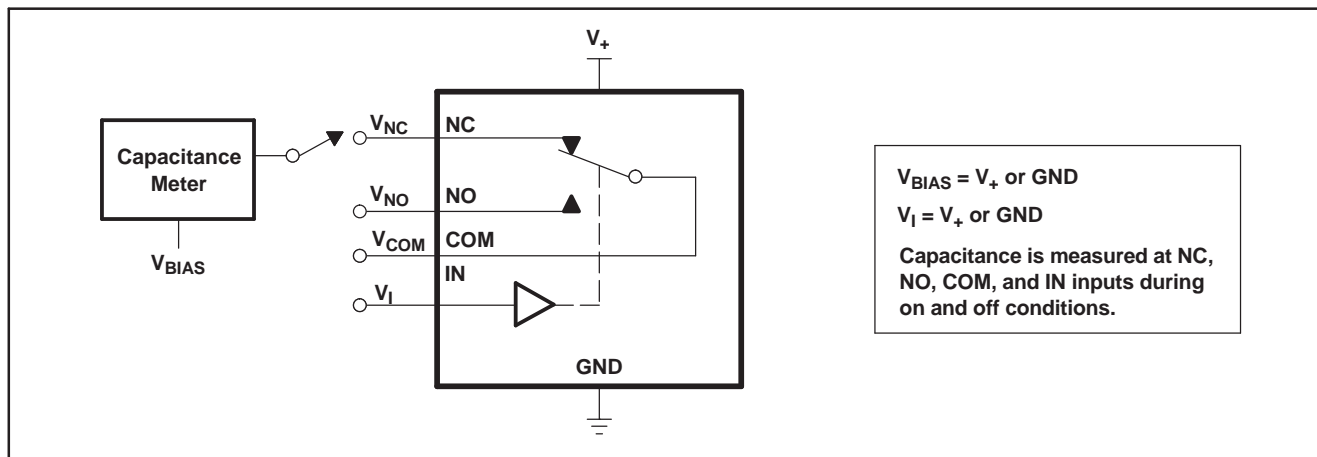 V+
Capacitance
Meter
VBIAS
VNC
NC
VNO
NO
VCOM
COM
IN
VI
GND
VBIAS = V+ or GND
VI = V+ or GND
Capacitance is measured at NC,
NO, COM, and IN inputs during
on and off conditions.